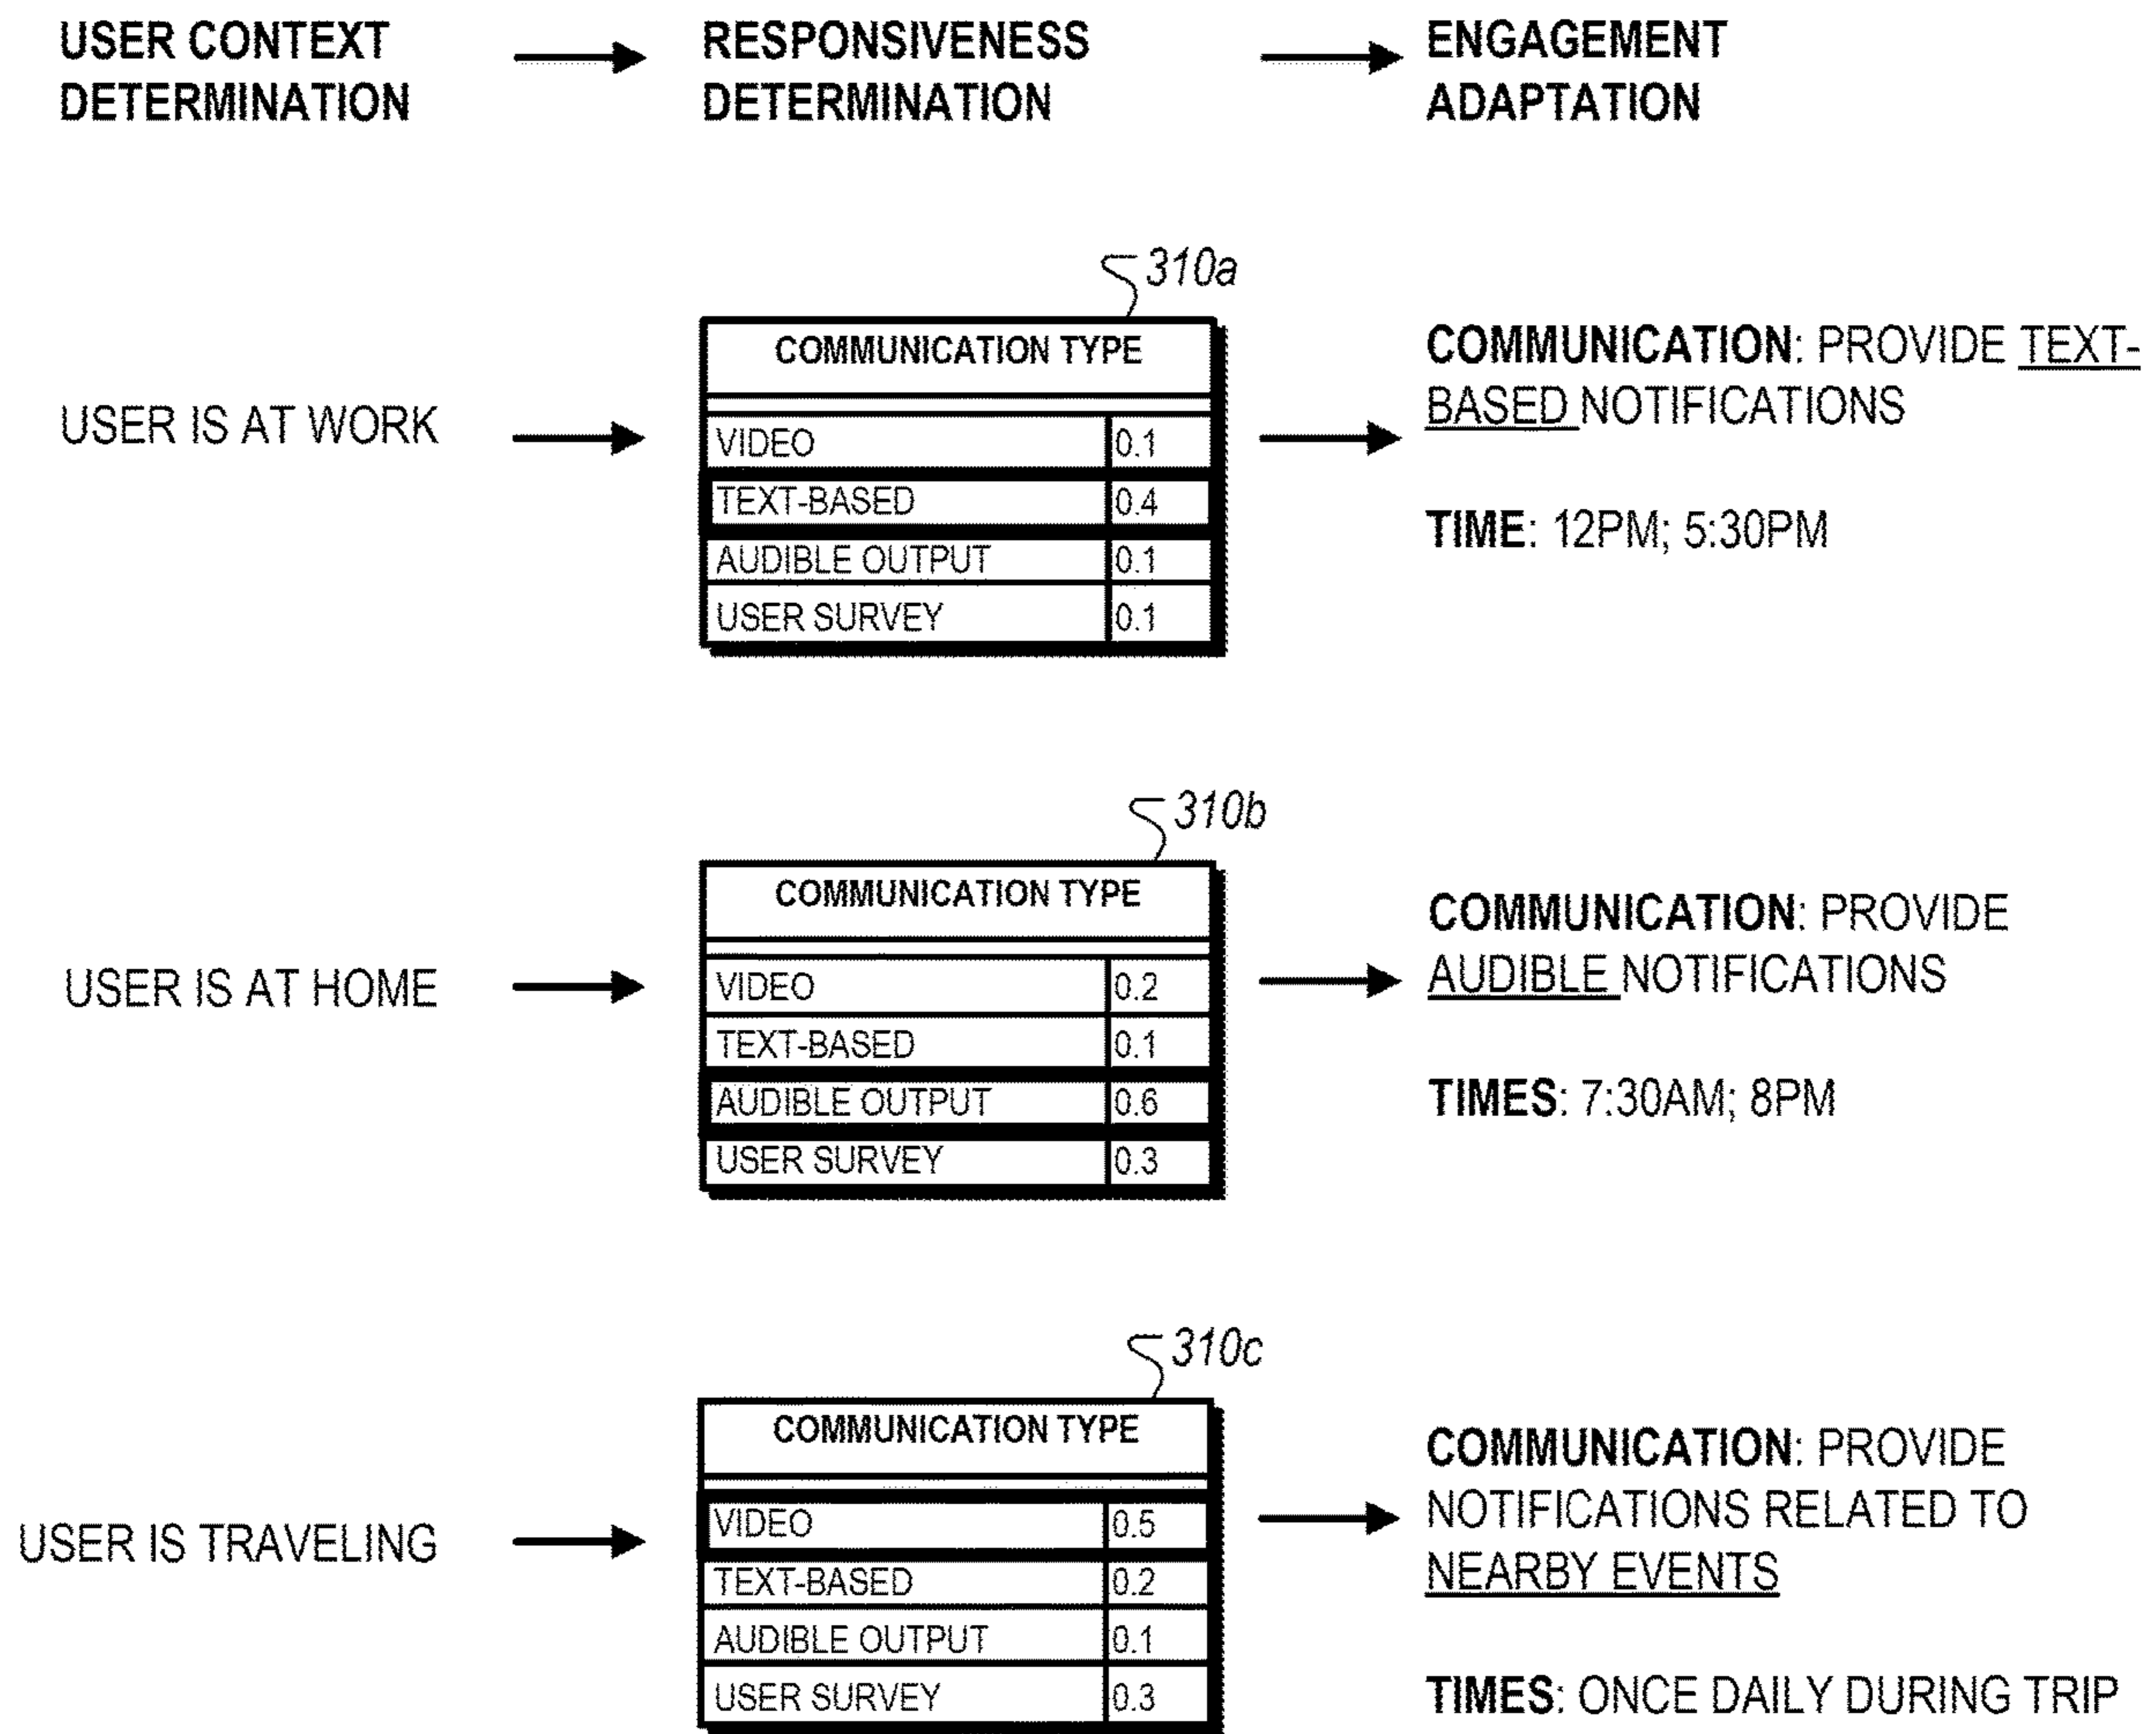 USER CONTEXT
DETERMINATION
RESPONSIVENESS
DETERMINATION
ENGAGEMENT
ADAPTATION
USER IS AT WORK
310a
COMMUNICATION TYPE
VIDEO 0.1
TEXT-BASED 0.4
AUDIBLE OUTPUT 0.1
USER SURVEY 0.1
COMMUNICATION: PROVIDE TEXT-
BASED NOTIFICATIONS
TIME: 12PM; 5:30PM
USER IS AT HOME
310b
COMMUNICATION TYPE
VIDEO 0.2
TEXT-BASED 0.1
AUDIBLE OUTPUT 0.6
USER SURVEY 0.3
COMMUNICATION: PROVIDE
AUDIBLE NOTIFICATIONS
TIMES: 7:30AM; 8PM
USER IS TRAVELING
310c
COMMUNICATION TYPE
VIDEO 0.5
TEXT-BASED 0.2
AUDIBLE OUTPUT 0.1
USER SURVEY 0.3
COMMUNICATION: PROVIDE
NOTIFICATIONS RELATED TO
NEARBY EVENTS
TIMES: ONCE DAILY DURING TRIP